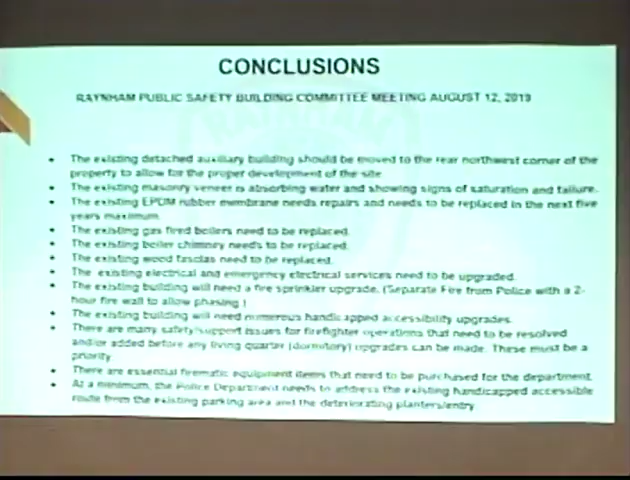 CONCLUSIONS
RAYNHAM PUBLIC SAFETY BUILDING COMMITTEE MEETING AUGUST 12, 2019
• The existing detached auxiliary building should be moved to the rear northwest corner of the
property to allow for the proper development of the site
• The existing masonry veneer is absorbing water and showing signs of saturation and failure.
• The existing EPDM rubber membrane needs repairs and needs to be replaced in the next five
years maximum
• The existing gas fired boilers need to be replaced.
• The existing boiler chimney needs to be replaced.
• The existing wood fascias need to be replaced.
• The existing electrical and emergency electrical services need to be upgraded.
• The existing building will need a fire sprinkler upgrade. (Separate Fire from Police with a 2-
hour fire wall to allow phasing)
• The existing building will need numerous handicapped accessibility upgrades.
• There are many safety/support issues for firefighter operations that need to be resolved
and/or added before any living quarter (dormitory) upgrades can be made. These must be a
priority
• There are essential firematic equipment items that need to be purchased for the department.
• At a minimum, the Police Department needs to address the existing handicapped accessible
route from the existing parking area and the deteriorating planters/entry